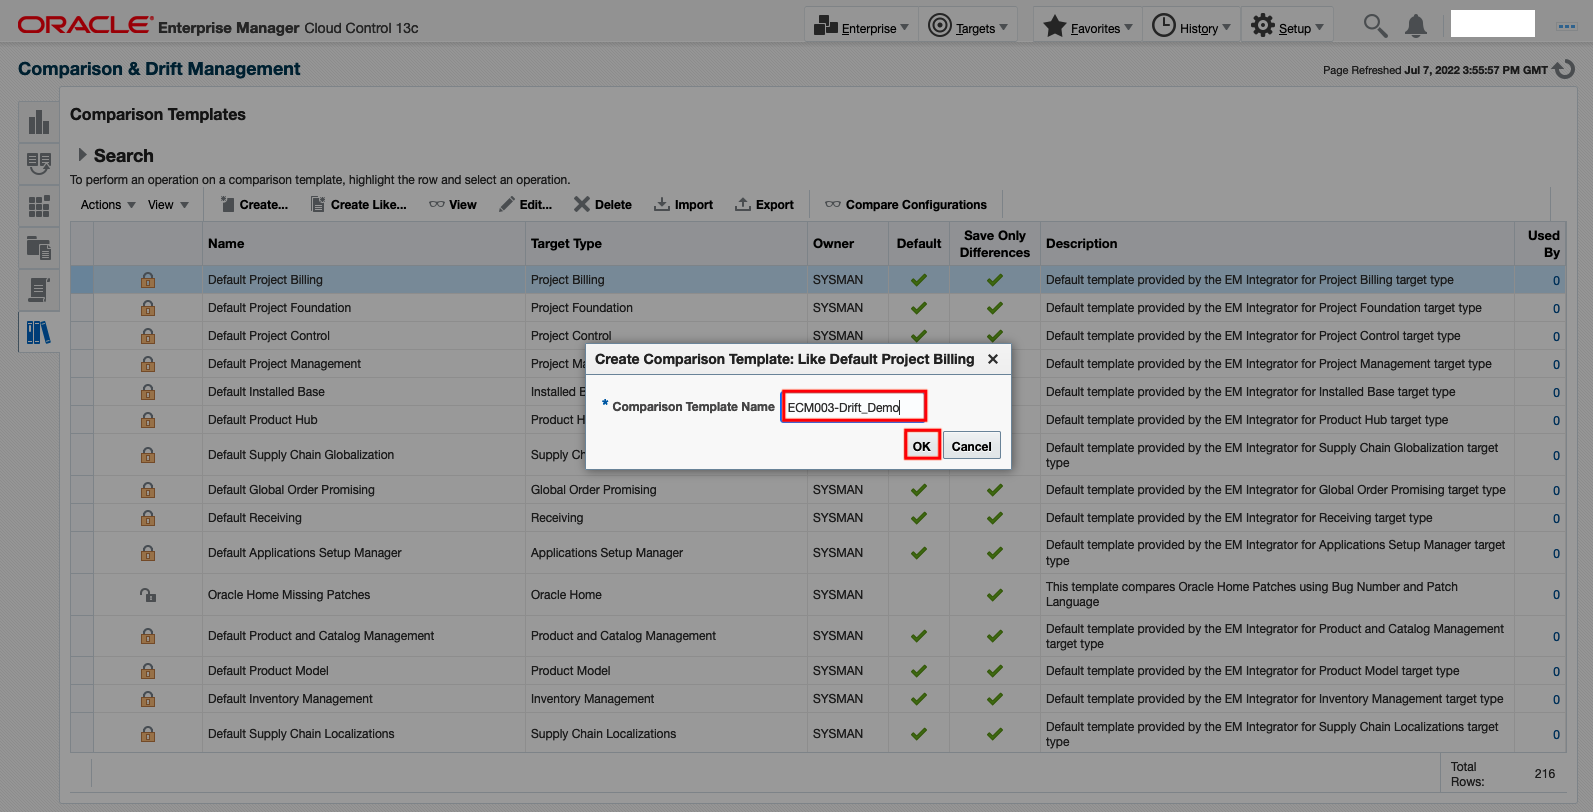 ORACLE Enterprise Manager Cloud Control 13c
Enterprise
Targets
Favorites
History
Setup
Comparison & Drift Management
Page Refreshed Jul 7, 2022 3:55:57 PM GMT
Comparison Templates
Search
To perform an operation on a comparison template, highlight the row and select an operation.
Actions View Create... Create Like... View Edit... Delete Import Export Compare Configurations
Name Target Type Owner Default Save Only Differences Description Used By
Default Project Billing Project Billing SYSMAN Default template provided by the EM Integrator for Project Billing target type 0
Default Project Foundation Project Foundation SYSMAN Default template provided by the EM Integrator for Project Foundation target type 0
Default Project Control Project Control SYSMAN Default template provided by the EM Integrator for Project Control target type 0
Default Project Management Project Ma Default template provided by the EM Integrator for Project Management target type 0
Default Installed Base Installed B Default template provided by the EM Integrator for Installed Base target type 0
Default Product Hub Product H Default template provided by the EM Integrator for Product Hub target type 0
Default Supply Chain Globalization Supply Ch Default template provided by the EM Integrator for Supply Chain Globalization target
type 0
Create Comparison Template: Like Default Project Billing
* Comparison Template Name ECM003-Drift_Demo
OK Cancel
Default Global Order Promising Global Order Promising SYSMAN Default template provided by the EM Integrator for Global Order Promising target type 0
Default Receiving Receiving SYSMAN Default template provided by the EM Integrator for Receiving target type 0
Default Applications Setup Manager Applications Setup Manager SYSMAN Default template provided by the EM Integrator for Applications Setup Manager target
type 0
Oracle Home Missing Patches Oracle Home SYSMAN This template compares Oracle Home Patches using Bug Number and Patch
Language 0
Default Product and Catalog Management Product and Catalog Management SYSMAN Default template provided by the EM Integrator for Product and Catalog Management
target type 0
Default Product Model Product Model SYSMAN Default template provided by the EM Integrator for Product Model target type 0
Default Inventory Management Inventory Management SYSMAN Default template provided by the EM Integrator for Inventory Management target type 0
Default Supply Chain Localizations Supply Chain Localizations SYSMAN Default template provided by the EM Integrator for Supply Chain Localizations target
type 0
Total
Rows: 216